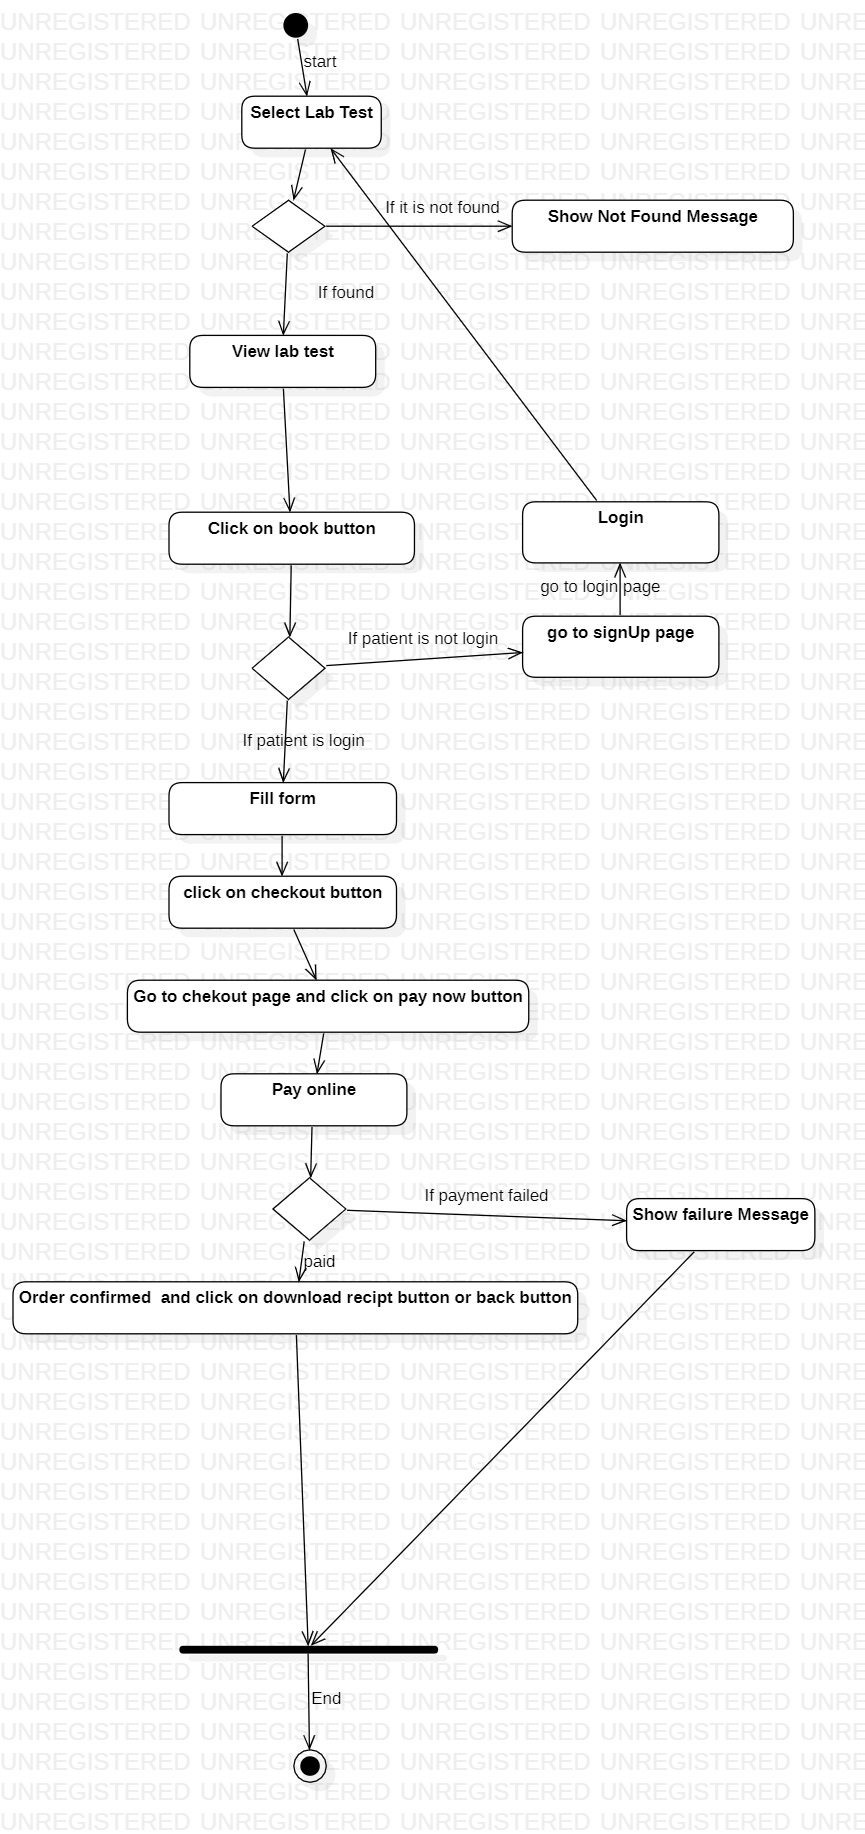 start
Select Lab Test
If it is not found
Show Not Found Message
If found
View lab test
Click on book button
Login
go to login page
go to signUp page
If patient is not login
If patient is login
Fill form
click on checkout button
Go to chekout page and click on pay now button
Pay online
If payment failed
Show failure Message
paid
Order confirmed  and click on download recipt button or back button
End
UNREGISTERED